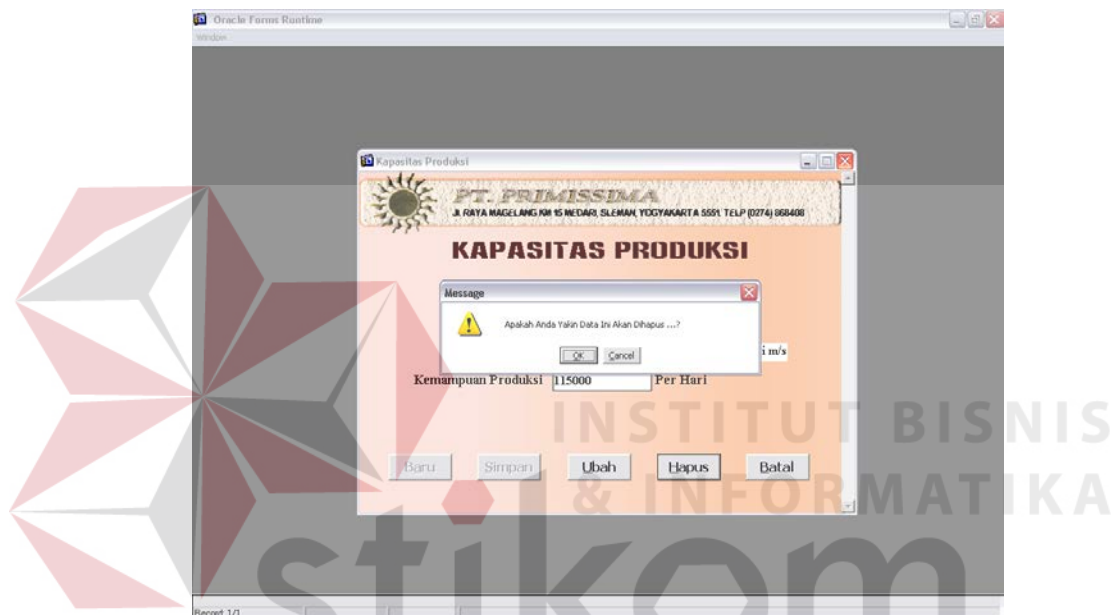 Oracle Forms Runtime
Window
Kapasitas Produksi
PT. PRIMISSIMA
Jl. RAYA MAGELANG KM 15 MEDARI, SLEMAN, YOGYAKARTA 5551. TELP (0274) 868408
KAPASITAS PRODUKSI
Message
Apakah Anda Yakin Data Ini Akan Dihapus ...?
OK Cancel
i m/s
Kemampuan Produksi 115000 Per Hari
Baru Simpan Ubah Hapus Batal
Record: 1/1
INSTITUT BISNIS
& INFORMATIKA
stikom